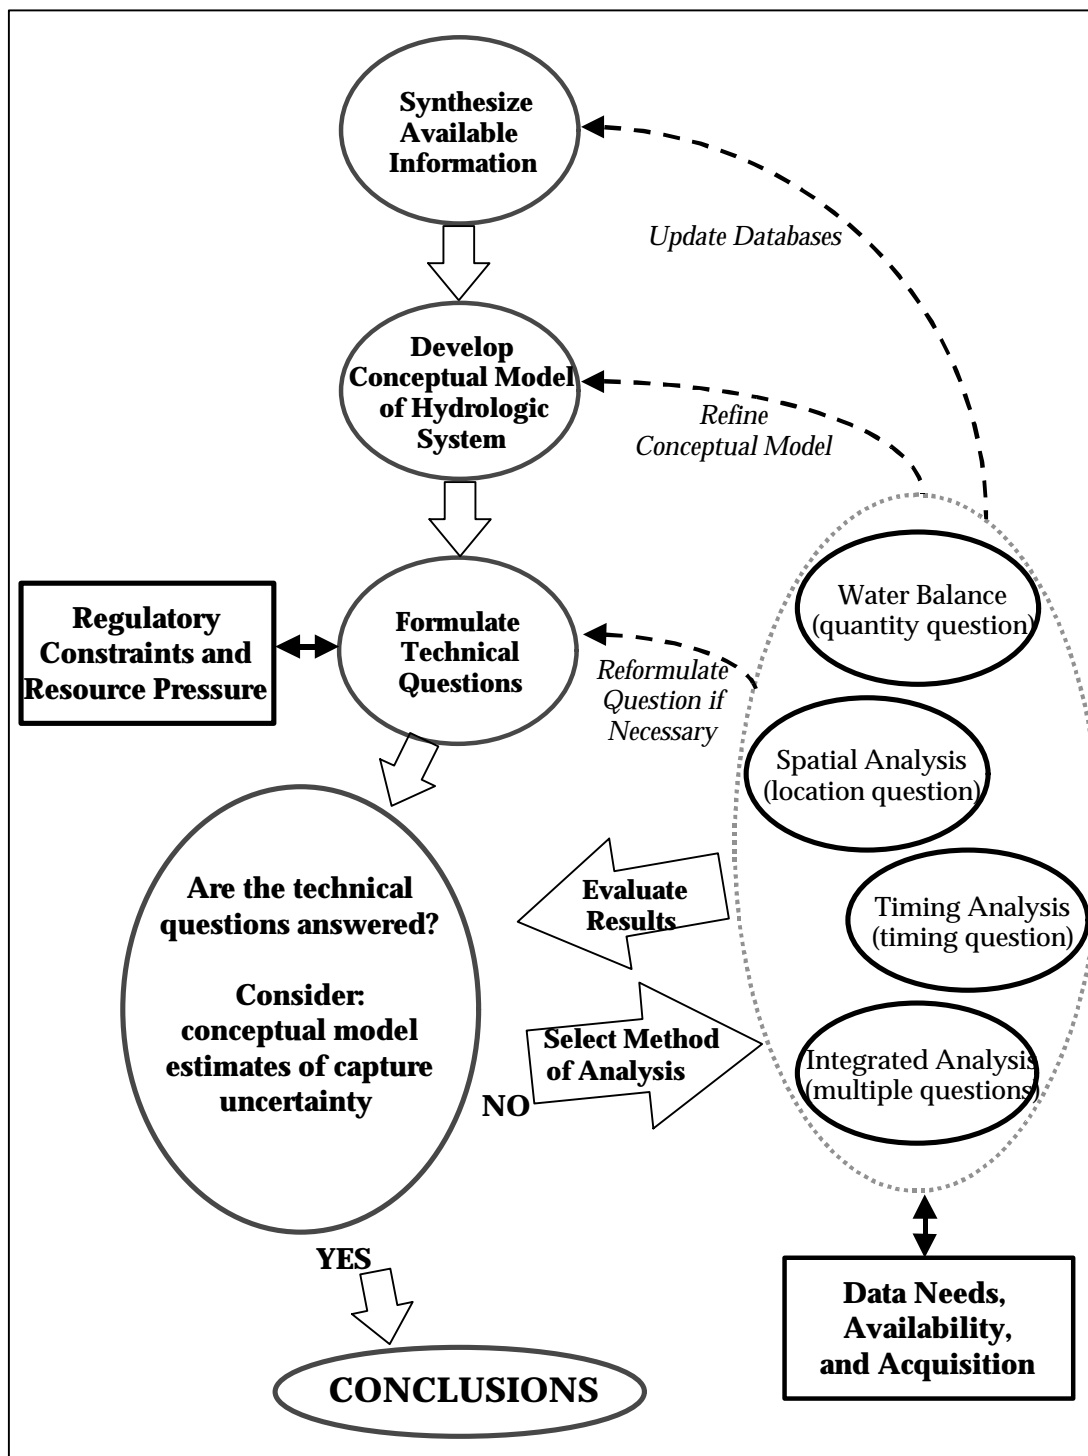 Synthesize
Available
Information
Update Databases
Develop
Conceptual Model
of Hydrologic
System
Refine
Conceptual Model
Regulatory
Constraints and
Resource Pressure
Formulate
Technical
Questions
Reformulate
Question if
Necessary
Water Balance
(quantity question)
Spatial Analysis
(location question)
Timing Analysis
(timing question)
Integrated Analysis
(multiple questions)
Are the technical
questions answered?
Consider:
conceptual model
estimates of capture
uncertainty
Evaluate
Results
Select Method
of Analysis
NO
YES
Data Needs,
Availability,
and Acquisition
CONCLUSIONS